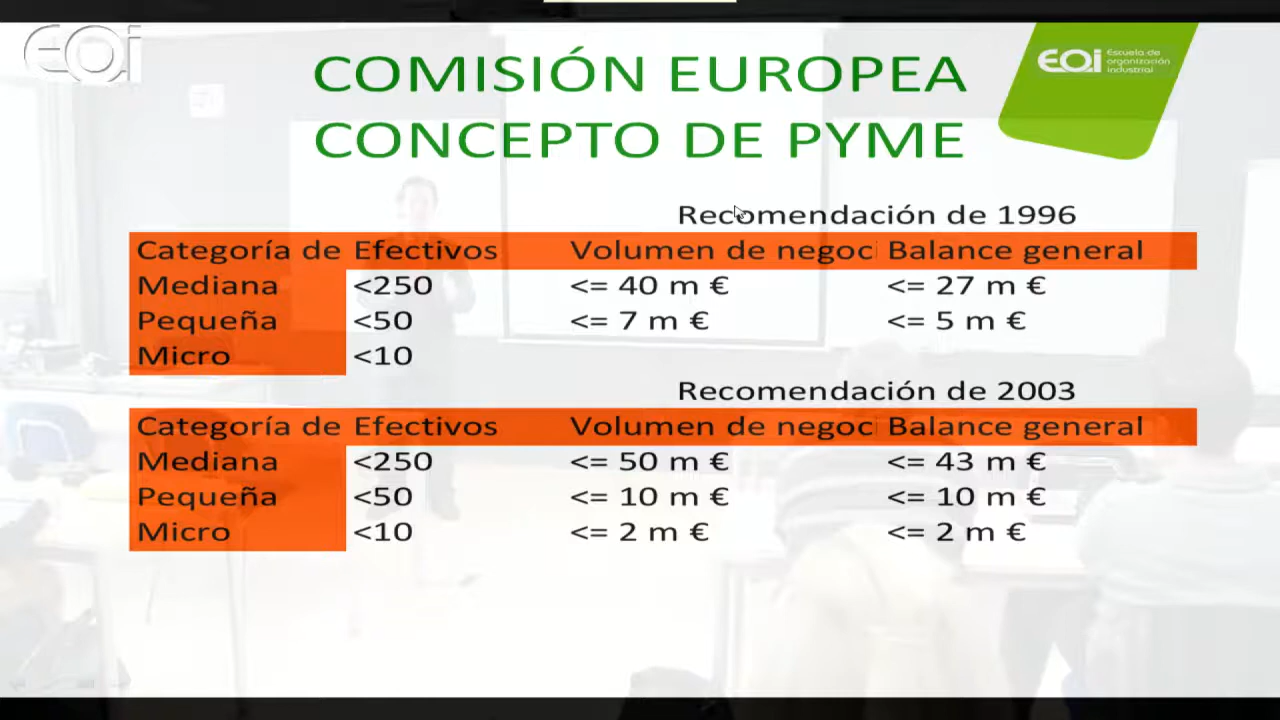 EOi
COMISIÓN EUROPEA
CONCEPTO DE PYME
EOi Escuela de
organización
industrial
Recomendación de 1996
Categoría de Efectivos Volumen de negoc Balance general
Mediana <250 <= 40 m € <= 27 m €
Pequeña <50 <= 7 m € <= 5 m €
Micro <10
Recomendación de 2003
Categoría de Efectivos Volumen de negoc Balance general
Mediana <250 <= 50 m € <= 43 m €
Pequeña <50 <= 10 m € <= 10 m €
Micro <10 <= 2 m € <= 2 m €